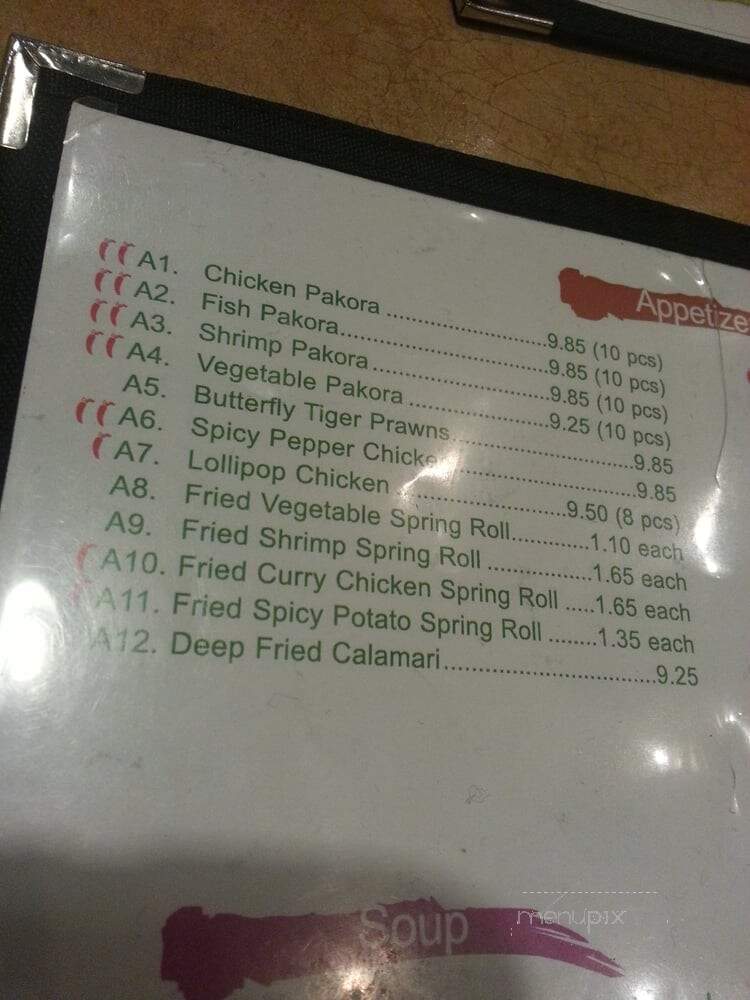 Appetize
A1. Chicken Pakora ..........................9.85 (10 pcs)
A2. Fish Pakora.................................9.85 (10 pcs)
A3. Shrimp Pakora ............................9.85 (10 pcs)
A4. Vegetable Pakora .......................9.25 (10 pcs)
A5. Butterfly Tiger Prawns..............................9.85
A6. Spicy Pepper Chicke ..............................9.85
A7. Lollipop Chicken ...........................9.50 (8 pcs)
A8. Fried Vegetable Spring Roll............1.10 each
A9. Fried Shrimp Spring Roll ................1.65 each
A10. Fried Curry Chicken Spring Roll .....1.65 each
A11. Fried Spicy Potato Spring Roll ........1.35 each
A12. Deep Fried Calamari..................................9.25
Soup
menupix